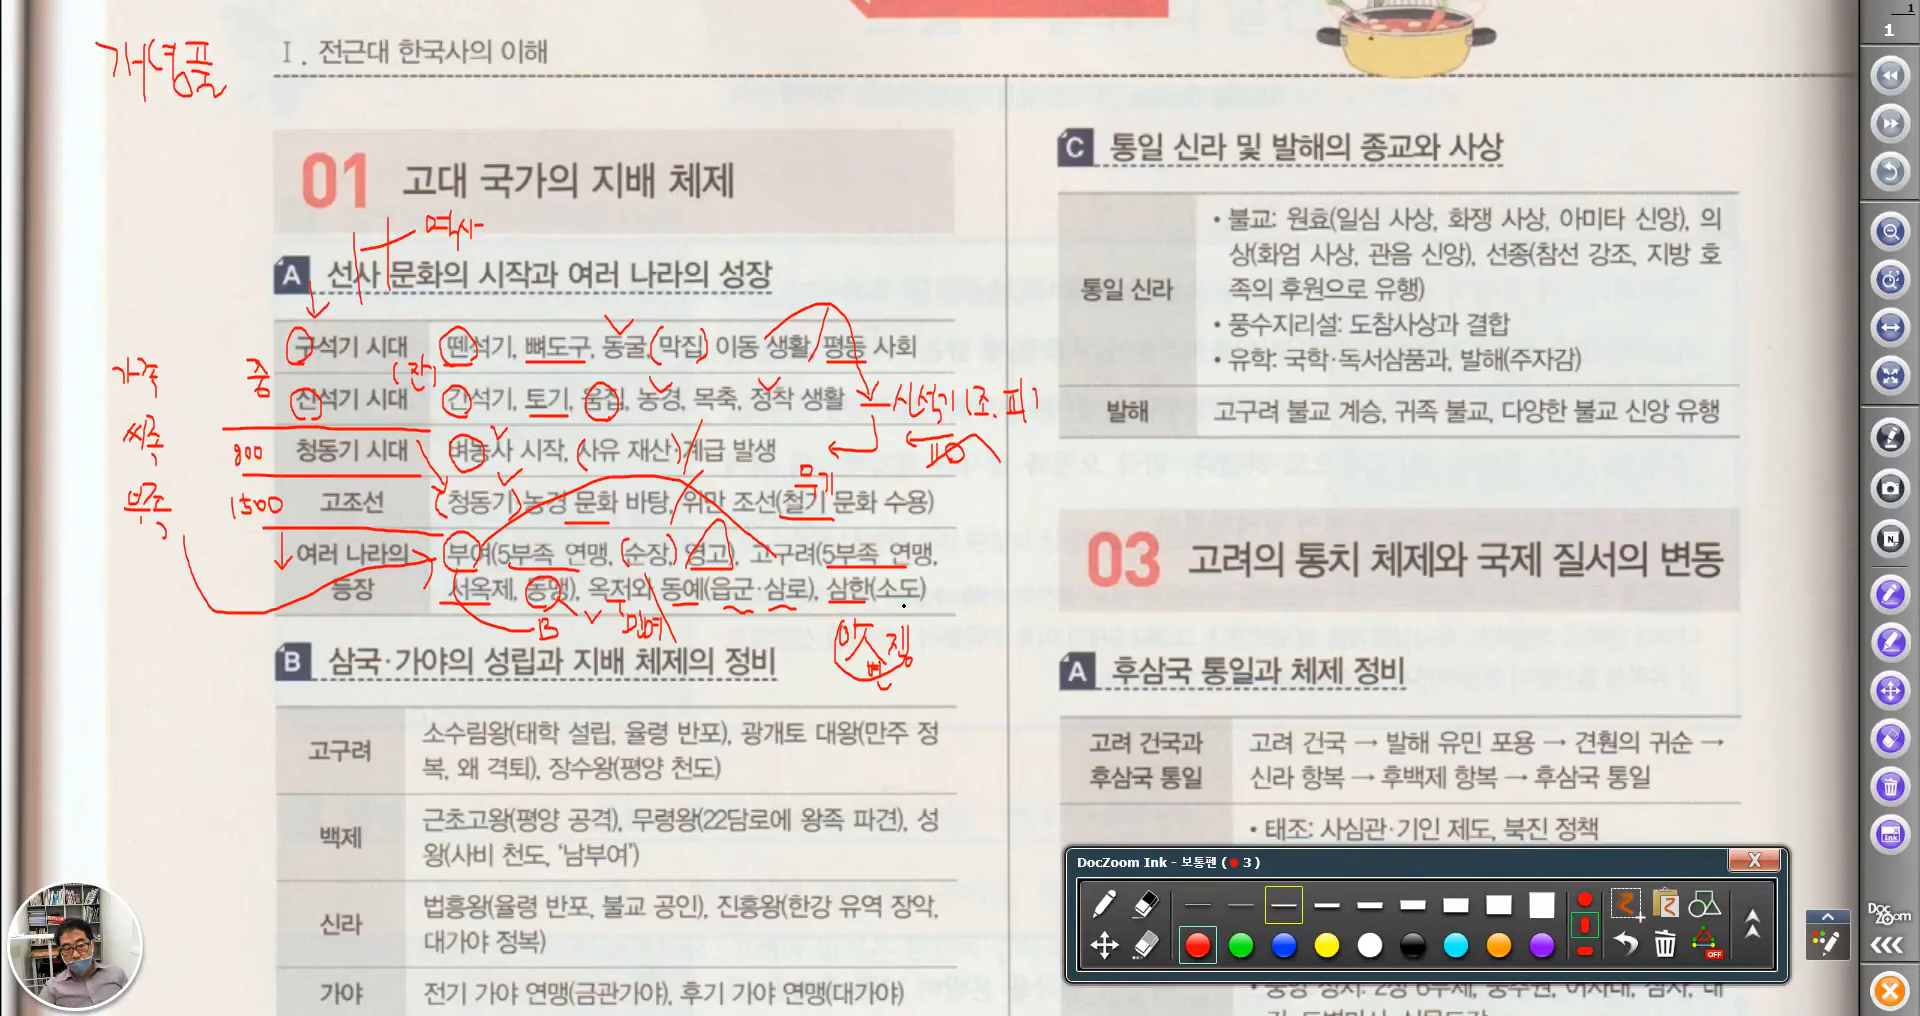 개념풀
Ⅰ. 전근대 한국사의 이해
01 고대 국가의 지배 체제
역사
A 선사 문화의 시작과 여러 나라의 성장
구석기 시대 뗀석기, 뼈도구, 동굴, 막집, 이동 생활, 평등 사회
가족
중
(잔)
신석기 시대 간석기, 토기, 움집, 농경, 목축, 정착 생활
신석기(조, 피)
씨족
800
청동기 시대 벼농사 시작, 사유 재산·계급 발생
무기
부족
1500
고조선 청동기 농경 문화 바탕, 위만 조선(철기 문화 수용)
여러 나라의 등장 부여(5부족 연맹, 순장, 영고), 고구려(5부족 연맹,
서옥제, 동맹), 옥저와 동예(읍군·삼로), 삼한(소도)
B
민며
B 삼국·가야의 성립과 지배 체제의 정비
고구려 소수림왕(태학 설립, 율령 반포), 광개토 대왕(만주 정
복, 왜 격퇴), 장수왕(평양 천도)
백제 근초고왕(평양 공격), 무령왕(22담로에 왕족 파견), 성
왕(사비 천도, ‘남부여’)
신라 법흥왕(율령 반포, 불교 공인), 진흥왕(한강 유역 장악,
대가야 정복)
가야 전기 가야 연맹(금관가야), 후기 가야 연맹(대가야)
C 통일 신라 및 발해의 종교와 사상
통일 신라
• 불교: 원효(일심 사상, 화쟁 사상, 아미타 신앙), 의
상(화엄 사상, 관음 신앙), 선종(참선 강조, 지방 호
족의 후원으로 유행)
• 풍수지리설: 도참사상과 결합
• 유학: 국학·독서삼품과, 발해(주자감)
발해 고구려 불교 계승, 귀족 불교, 다양한 불교 신앙 유행
03 고려의 통치 체제와 국제 질서의 변동
A 후삼국 통일과 체제 정비
고려 건국과 후삼국 통일 고려 건국 → 발해 유민 포용 → 견훤의 귀순 →
신라 항복 → 후백제 항복 → 후삼국 통일
• 태조: 사심관·기인 제도, 북진 정책
DocZoom Ink - 보통펜 ( 3 )
X
OFF
1
1
N
Ink
DocZoom